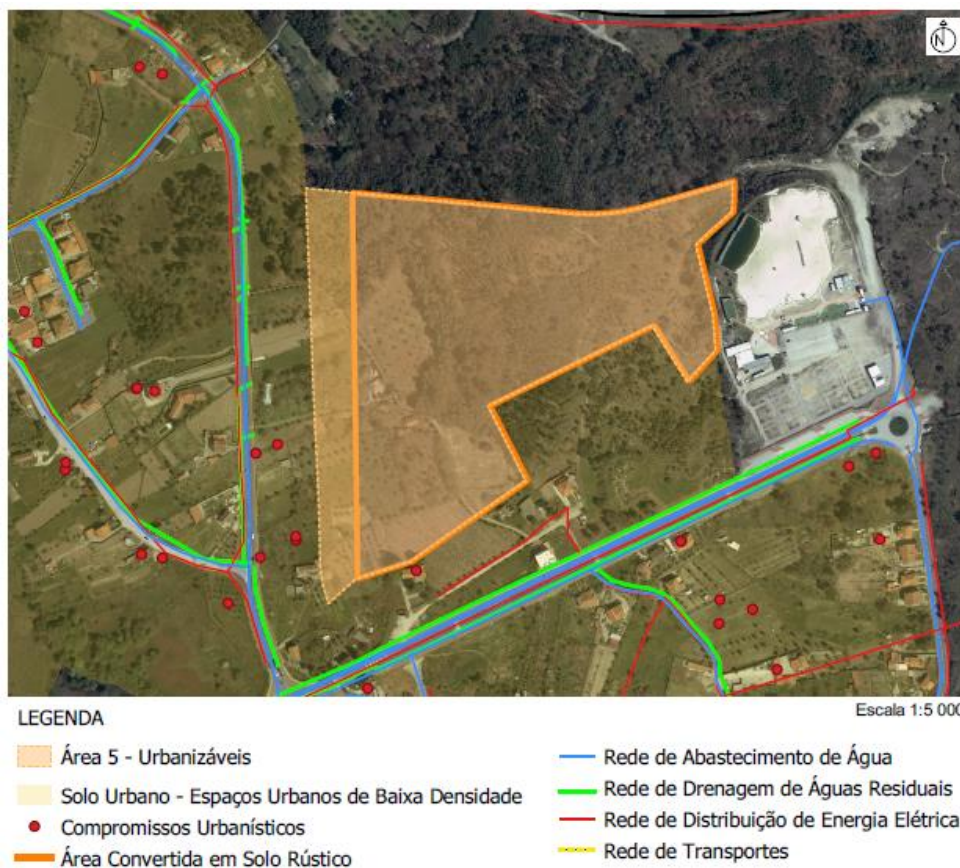 N
Escala 1:5 000
LEGENDA
Área 5 - Urbanizáveis
Solo Urbano - Espaços Urbanos de Baixa Densidade
Compromissos Urbanísticos
Área Convertida em Solo Rústico
Rede de Abastecimento de Água
Rede de Drenagem de Águas Residuais
Rede de Distribuição de Energia Elétrica
Rede de Transportes